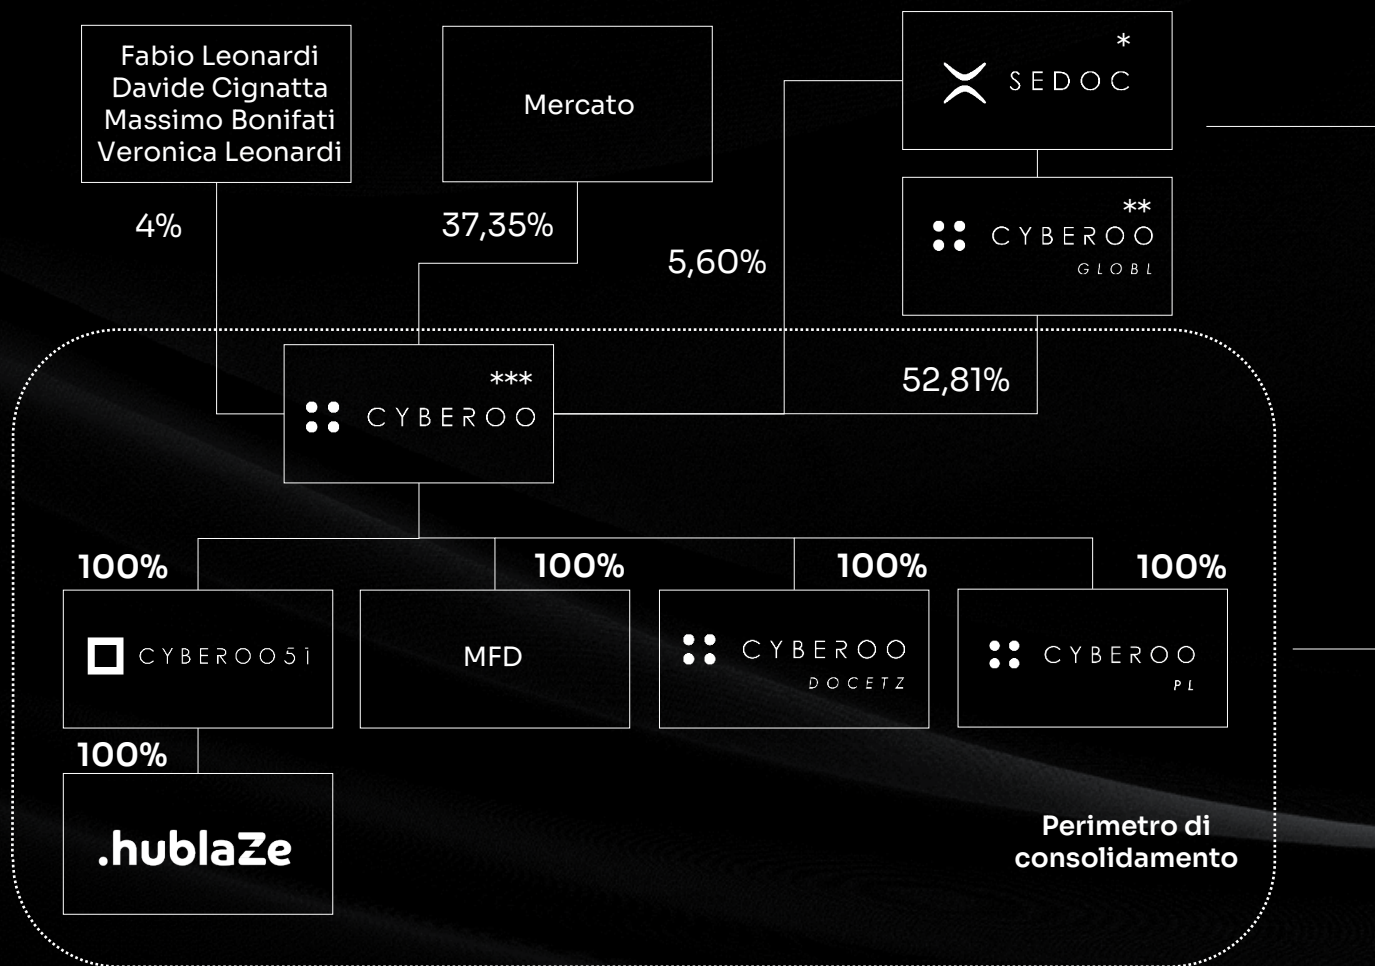 Fabio Leonardi
Davide Cignatta
Massimo Bonifati
Veronica Leonardi
Mercato
*
SEDOC
**
CYBEROO
GLOBL
4%
37,35%
5,60%
52,81%
***
CYBEROO
100%
100%
100%
100%
CYBEROO51
MFD
CYBEROO
DOCETZ
CYBEROO
PL
100%
.hublaze
Perimetro di
consolidamento